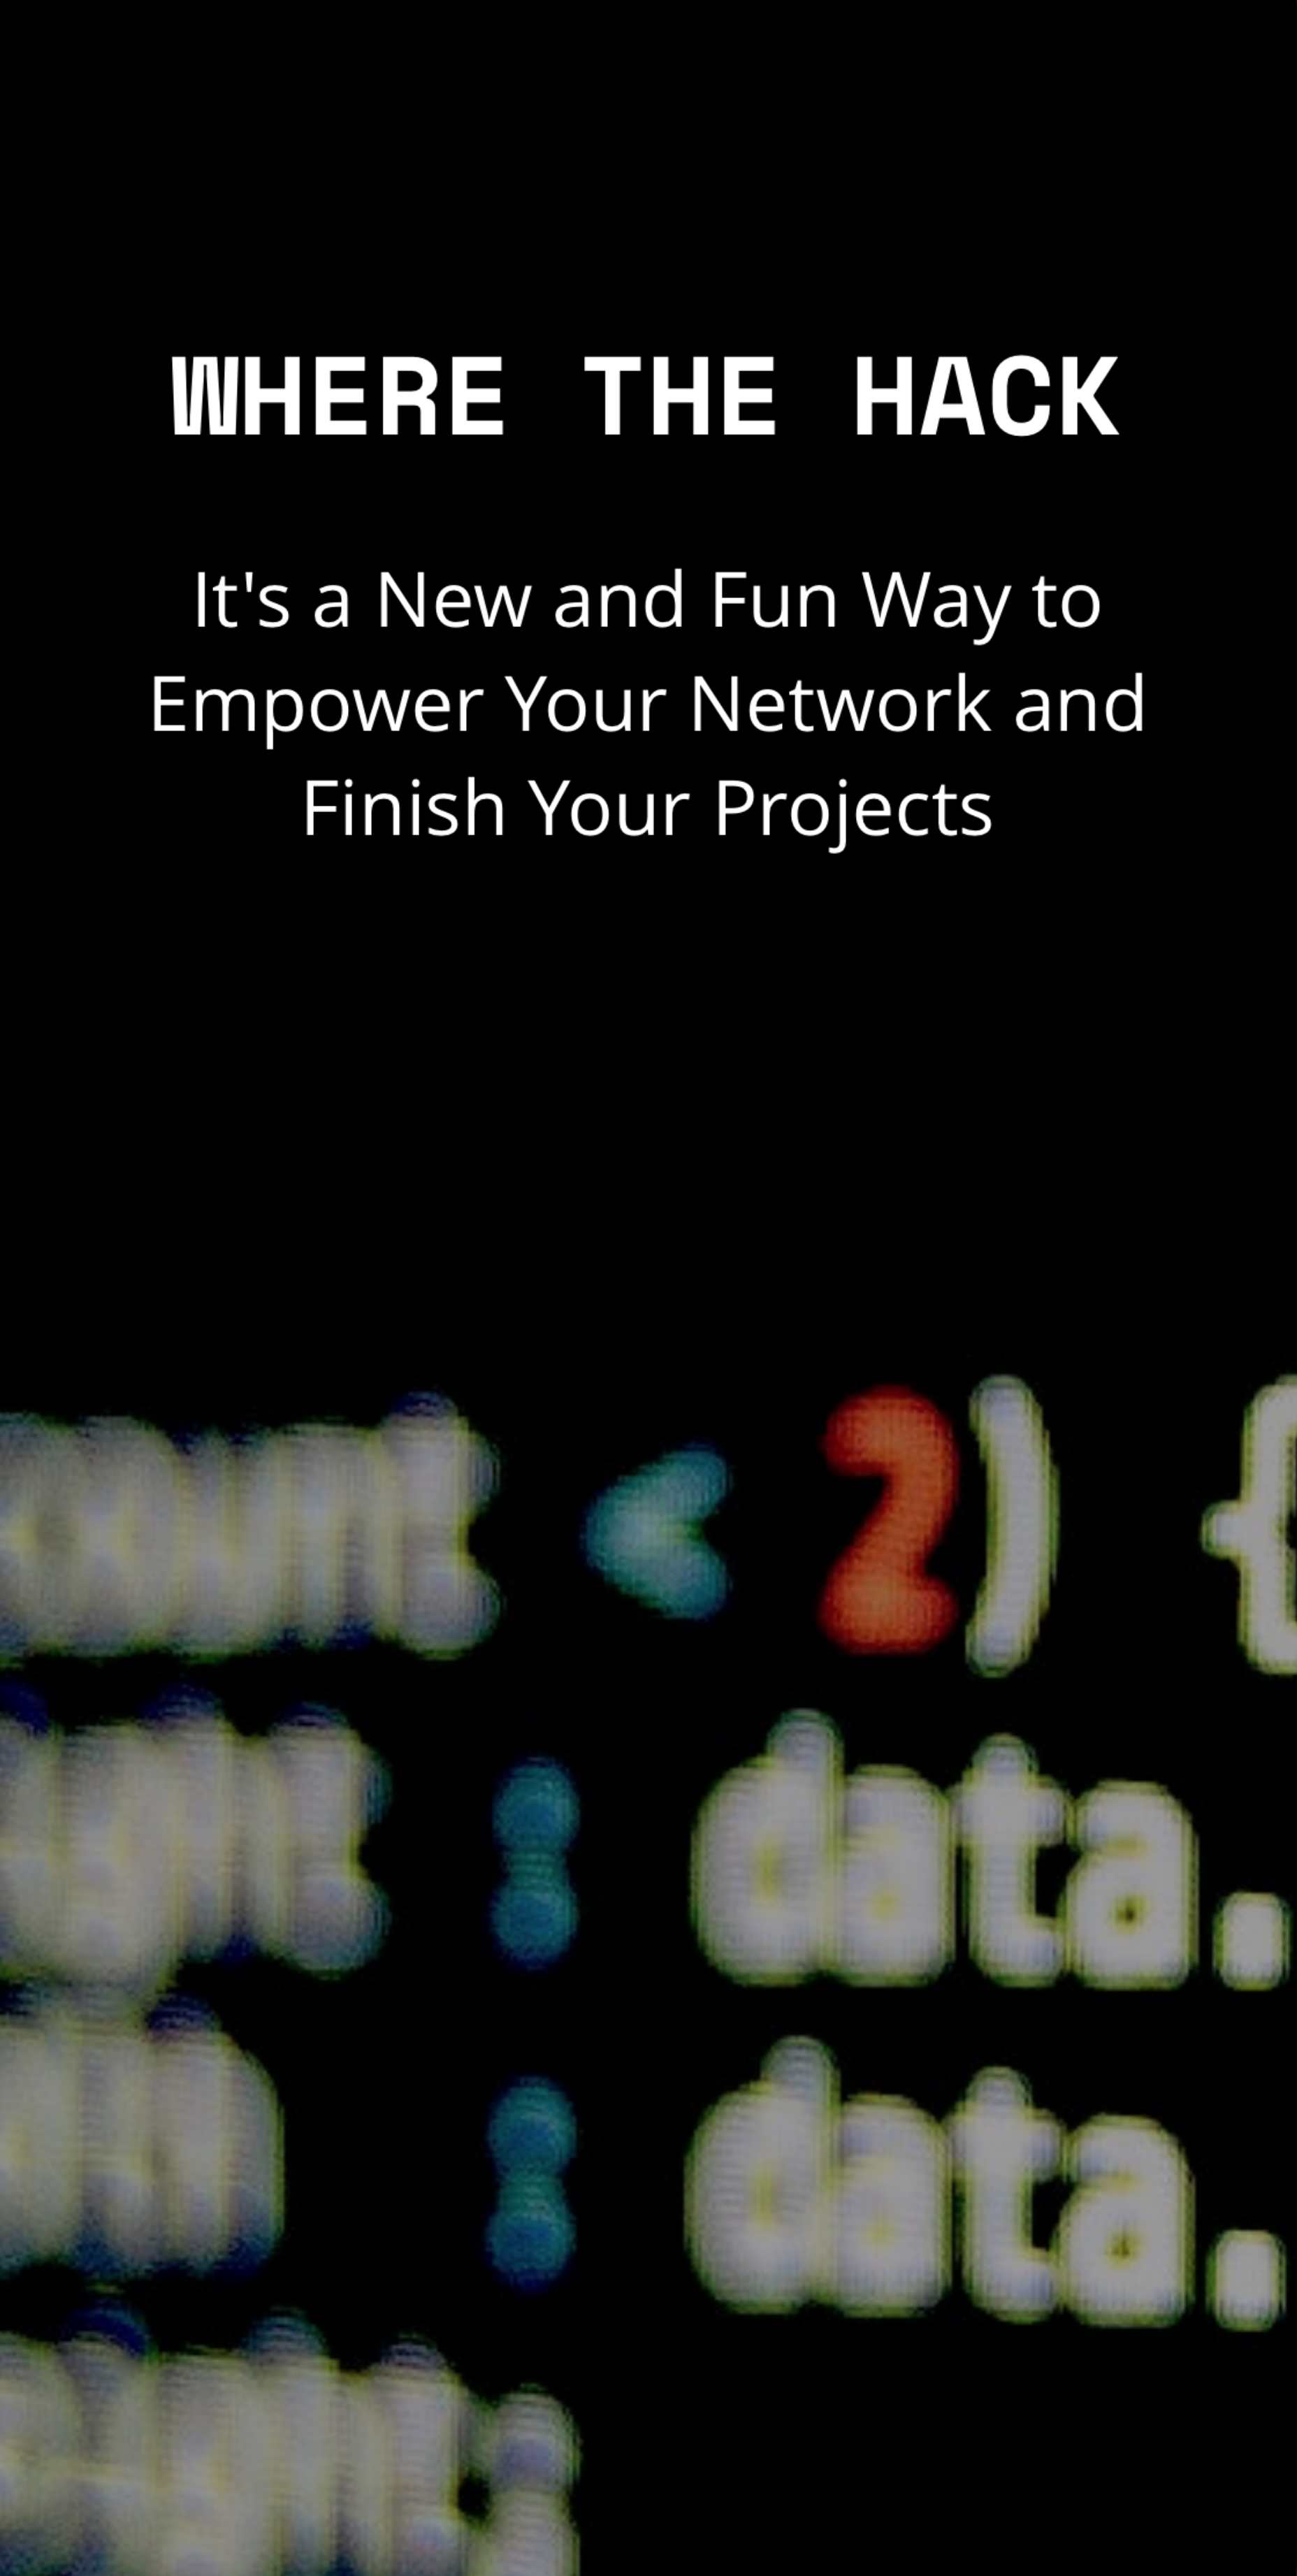 WHERE THE HACK
It's a New and Fun Way to
Empower Your Network and
Finish Your Projects
< 2) {
: data.
: data.